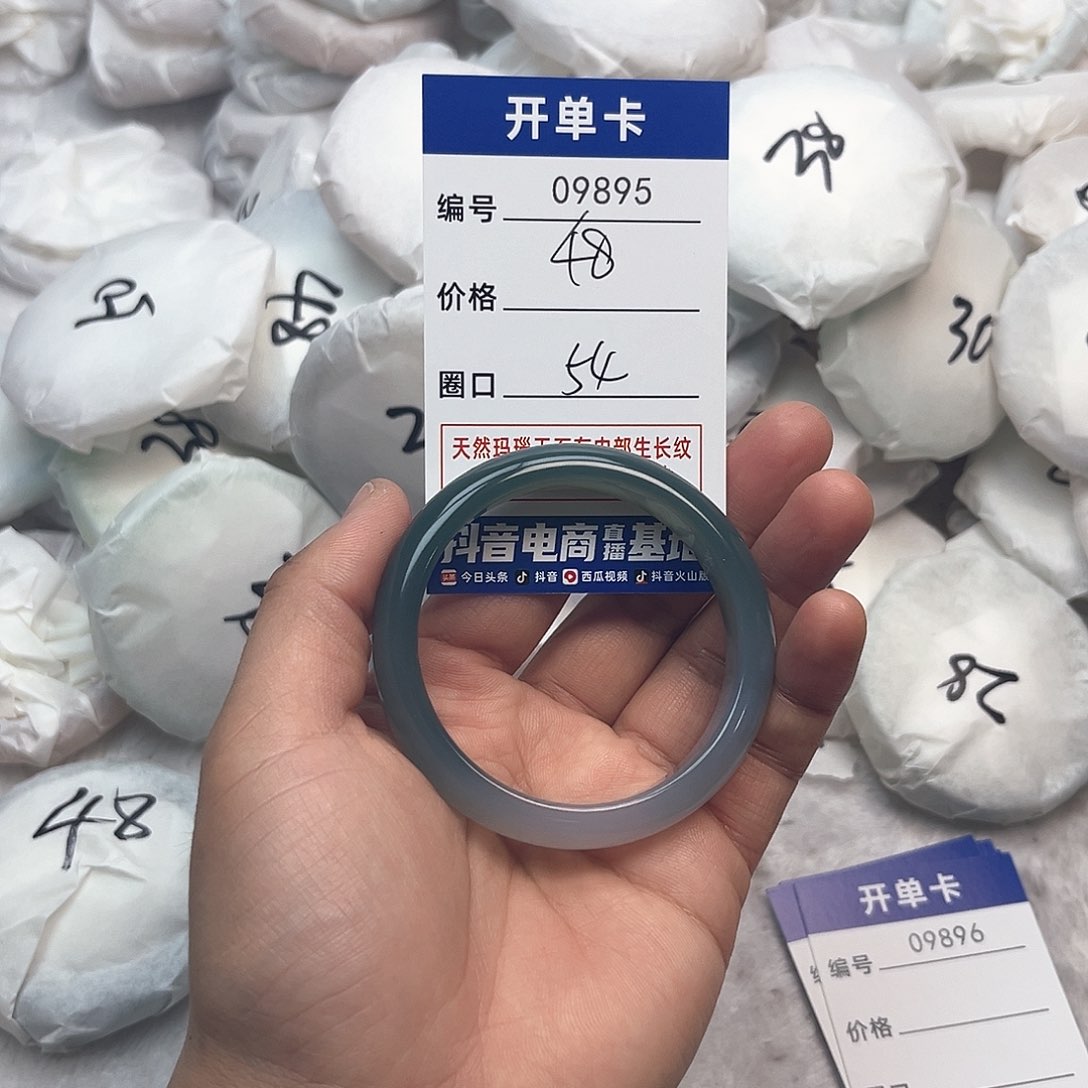 开单卡
编号 09895
价格 48
圈口 54
天然玛瑙玉石有内部生长纹
抖音电商直播基地
今日头条 抖音 西瓜视频 抖音火山版
28
48
30
28
28
48
开单卡
编号 09896
价格